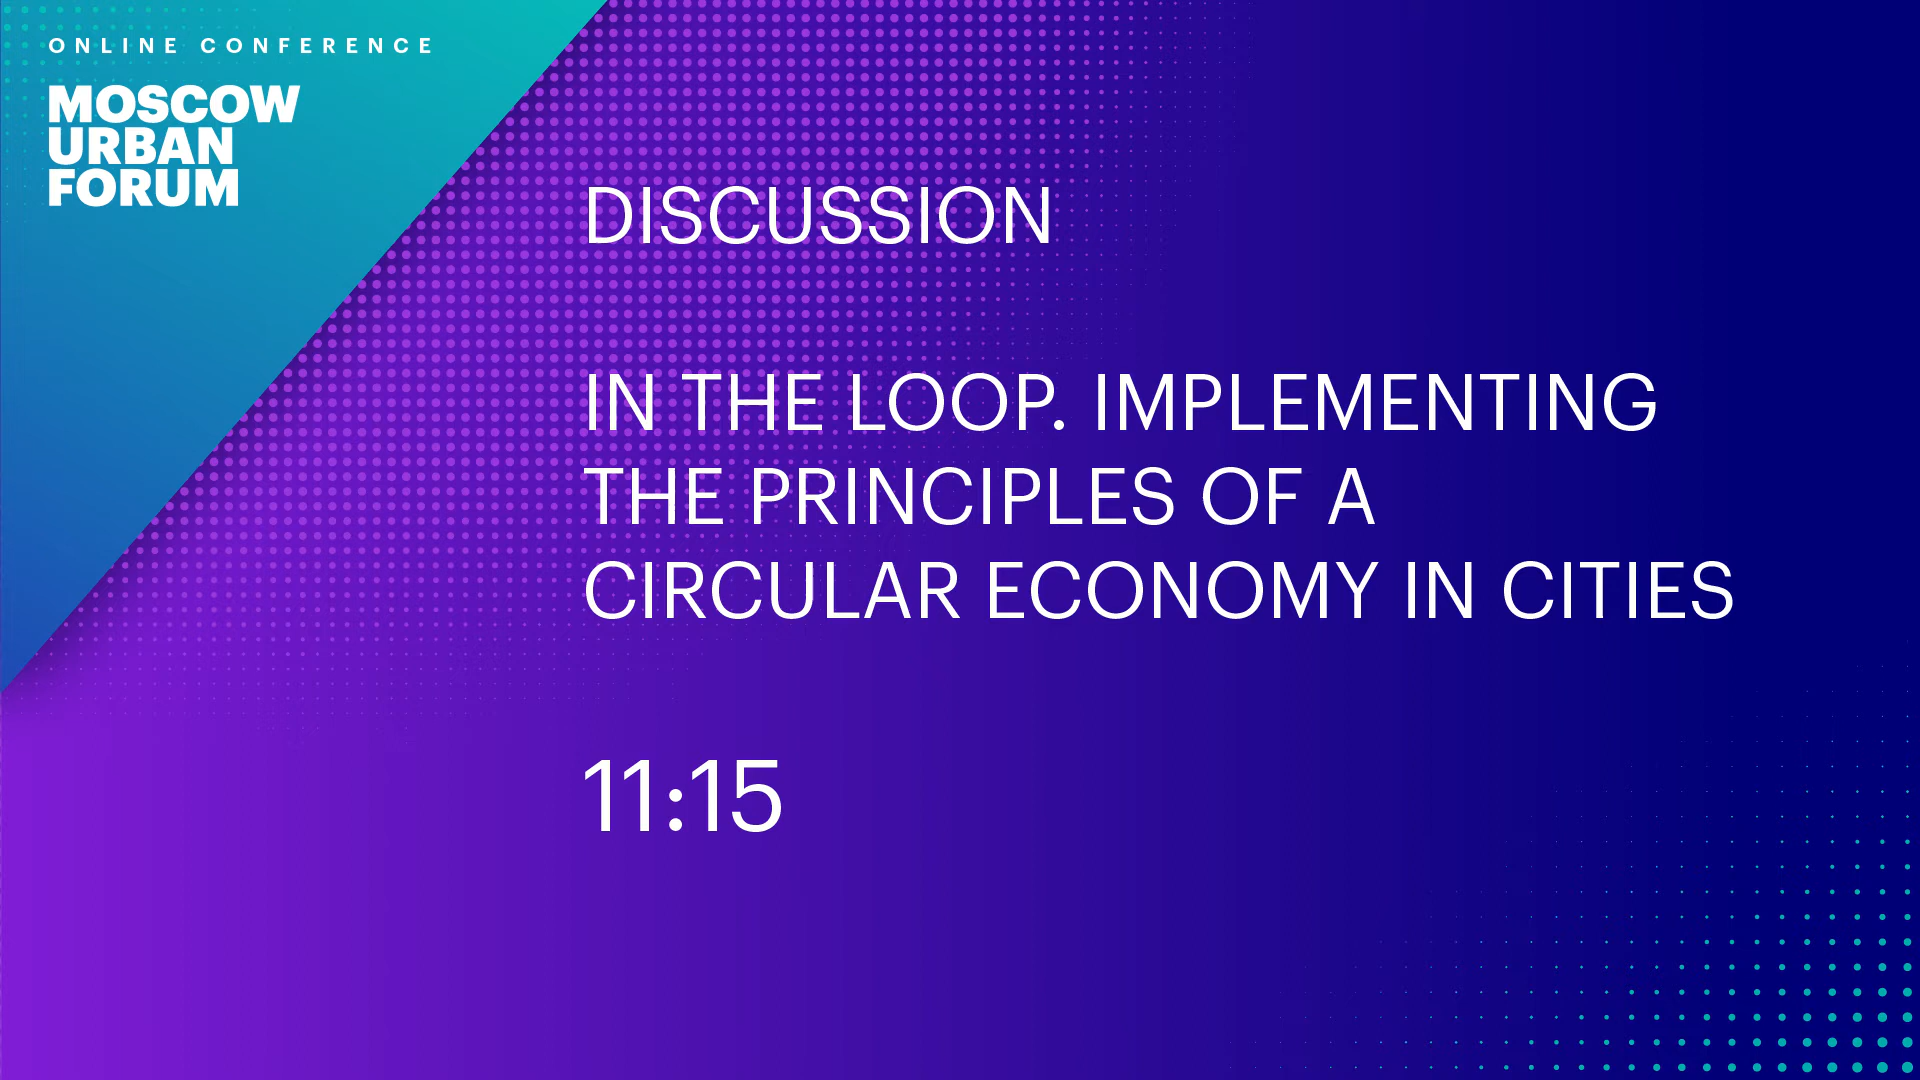 ONLINE CONFERENCE
MOSCOW
URBAN
FORUM
DISCUSSION
IN THE LOOP. IMPLEMENTING
THE PRINCIPLES OF A
CIRCULAR ECONOMY IN CITIES
11:15